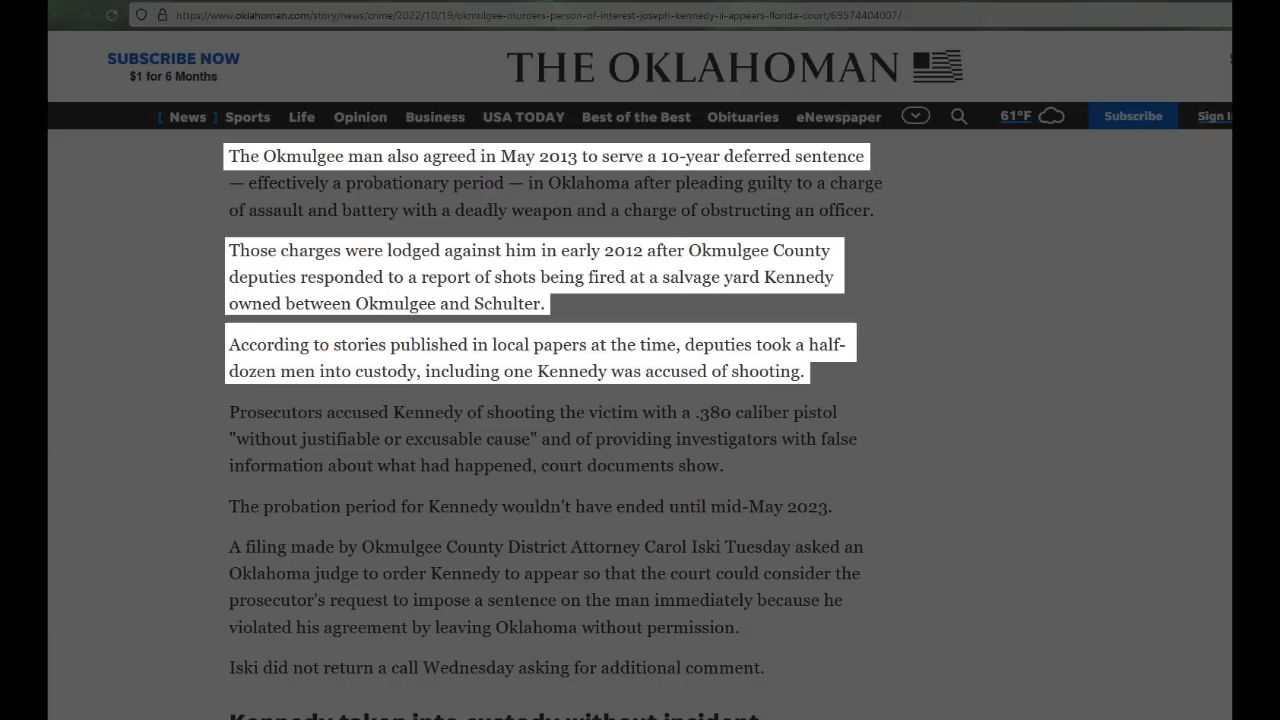 https://www.oklahoman.com/story/news/crime/2022/10/19/okmulgee-murders-person-of-interest-joseph-kennedy-ii-appears-florida-court/69574404007/
SUBSCRIBE NOW
$1 for 6 Months
THE OKLAHOMAN
[ News ] Sports Life Opinion Business USA TODAY Best of the Best Obituaries eNewspaper 61°F Subscribe Sign I
The Okmulgee man also agreed in May 2013 to serve a 10-year deferred sentence
— effectively a probationary period — in Oklahoma after pleading guilty to a charge
of assault and battery with a deadly weapon and a charge of obstructing an officer.
Those charges were lodged against him in early 2012 after Okmulgee County
deputies responded to a report of shots being fired at a salvage yard Kennedy
owned between Okmulgee and Schulter.
According to stories published in local papers at the time, deputies took a half-
dozen men into custody, including one Kennedy was accused of shooting.
Prosecutors accused Kennedy of shooting the victim with a .380 caliber pistol
"without justifiable or excusable cause" and of providing investigators with false
information about what had happened, court documents show.
The probation period for Kennedy wouldn't have ended until mid-May 2023.
A filing made by Okmulgee County District Attorney Carol Iski Tuesday asked an
Oklahoma judge to order Kennedy to appear so that the court could consider the
prosecutor's request to impose a sentence on the man immediately because he
violated his agreement by leaving Oklahoma without permission.
Iski did not return a call Wednesday asking for additional comment.
Kennedy taken into custody without incident